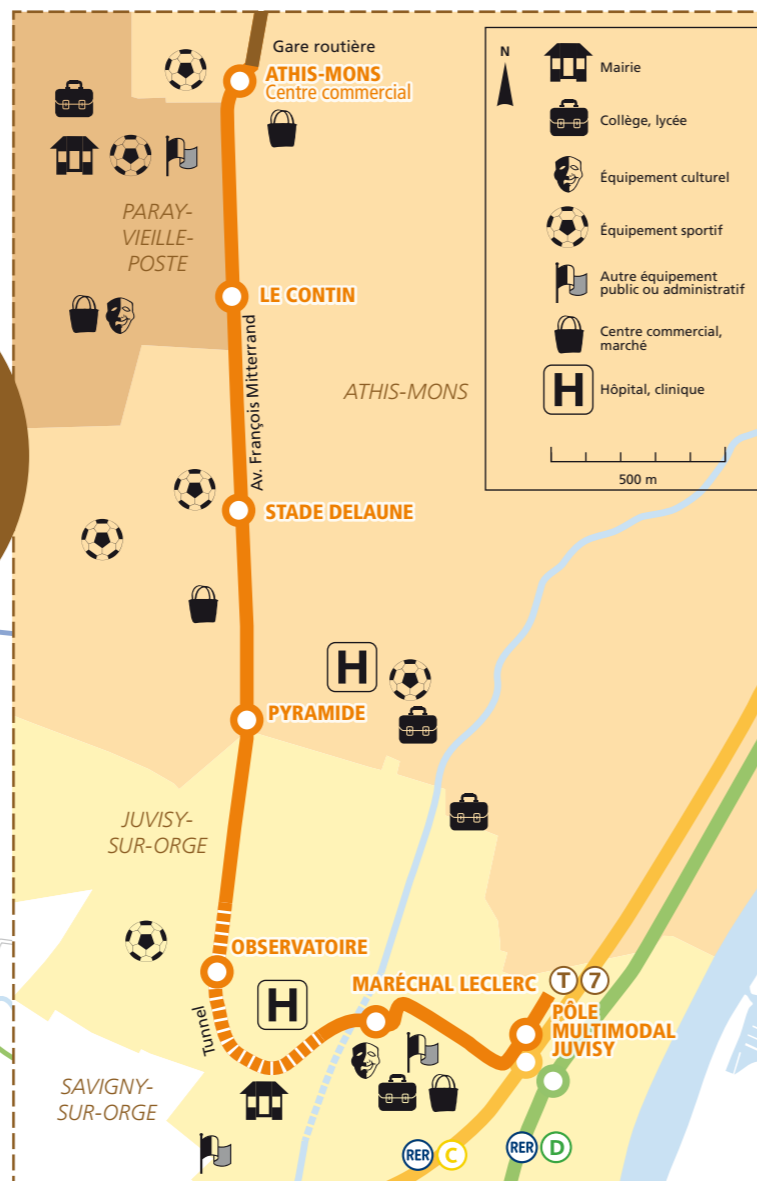 Gare routière
ATHIS-MONS
Centre commercial
PARAY-
VIEILLE-
POSTE
LE CONTIN
Av. François Mitterrand
ATHIS-MONS
STADE DELAUNE
H
PYRAMIDE
JUVISY-
SUR-ORGE
OBSERVATOIRE
Tunnel
H
MARÉCHAL LECLERC
T 7
PÔLE
MULTIMODAL
JUVISY
SAVIGNY-
SUR-ORGE
RER C
RER D
N
Mairie
Collège, lycée
Équipement culturel
Équipement sportif
Autre équipement
public ou administratif
Centre commercial,
marché
H
Hôpital, clinique
500 m